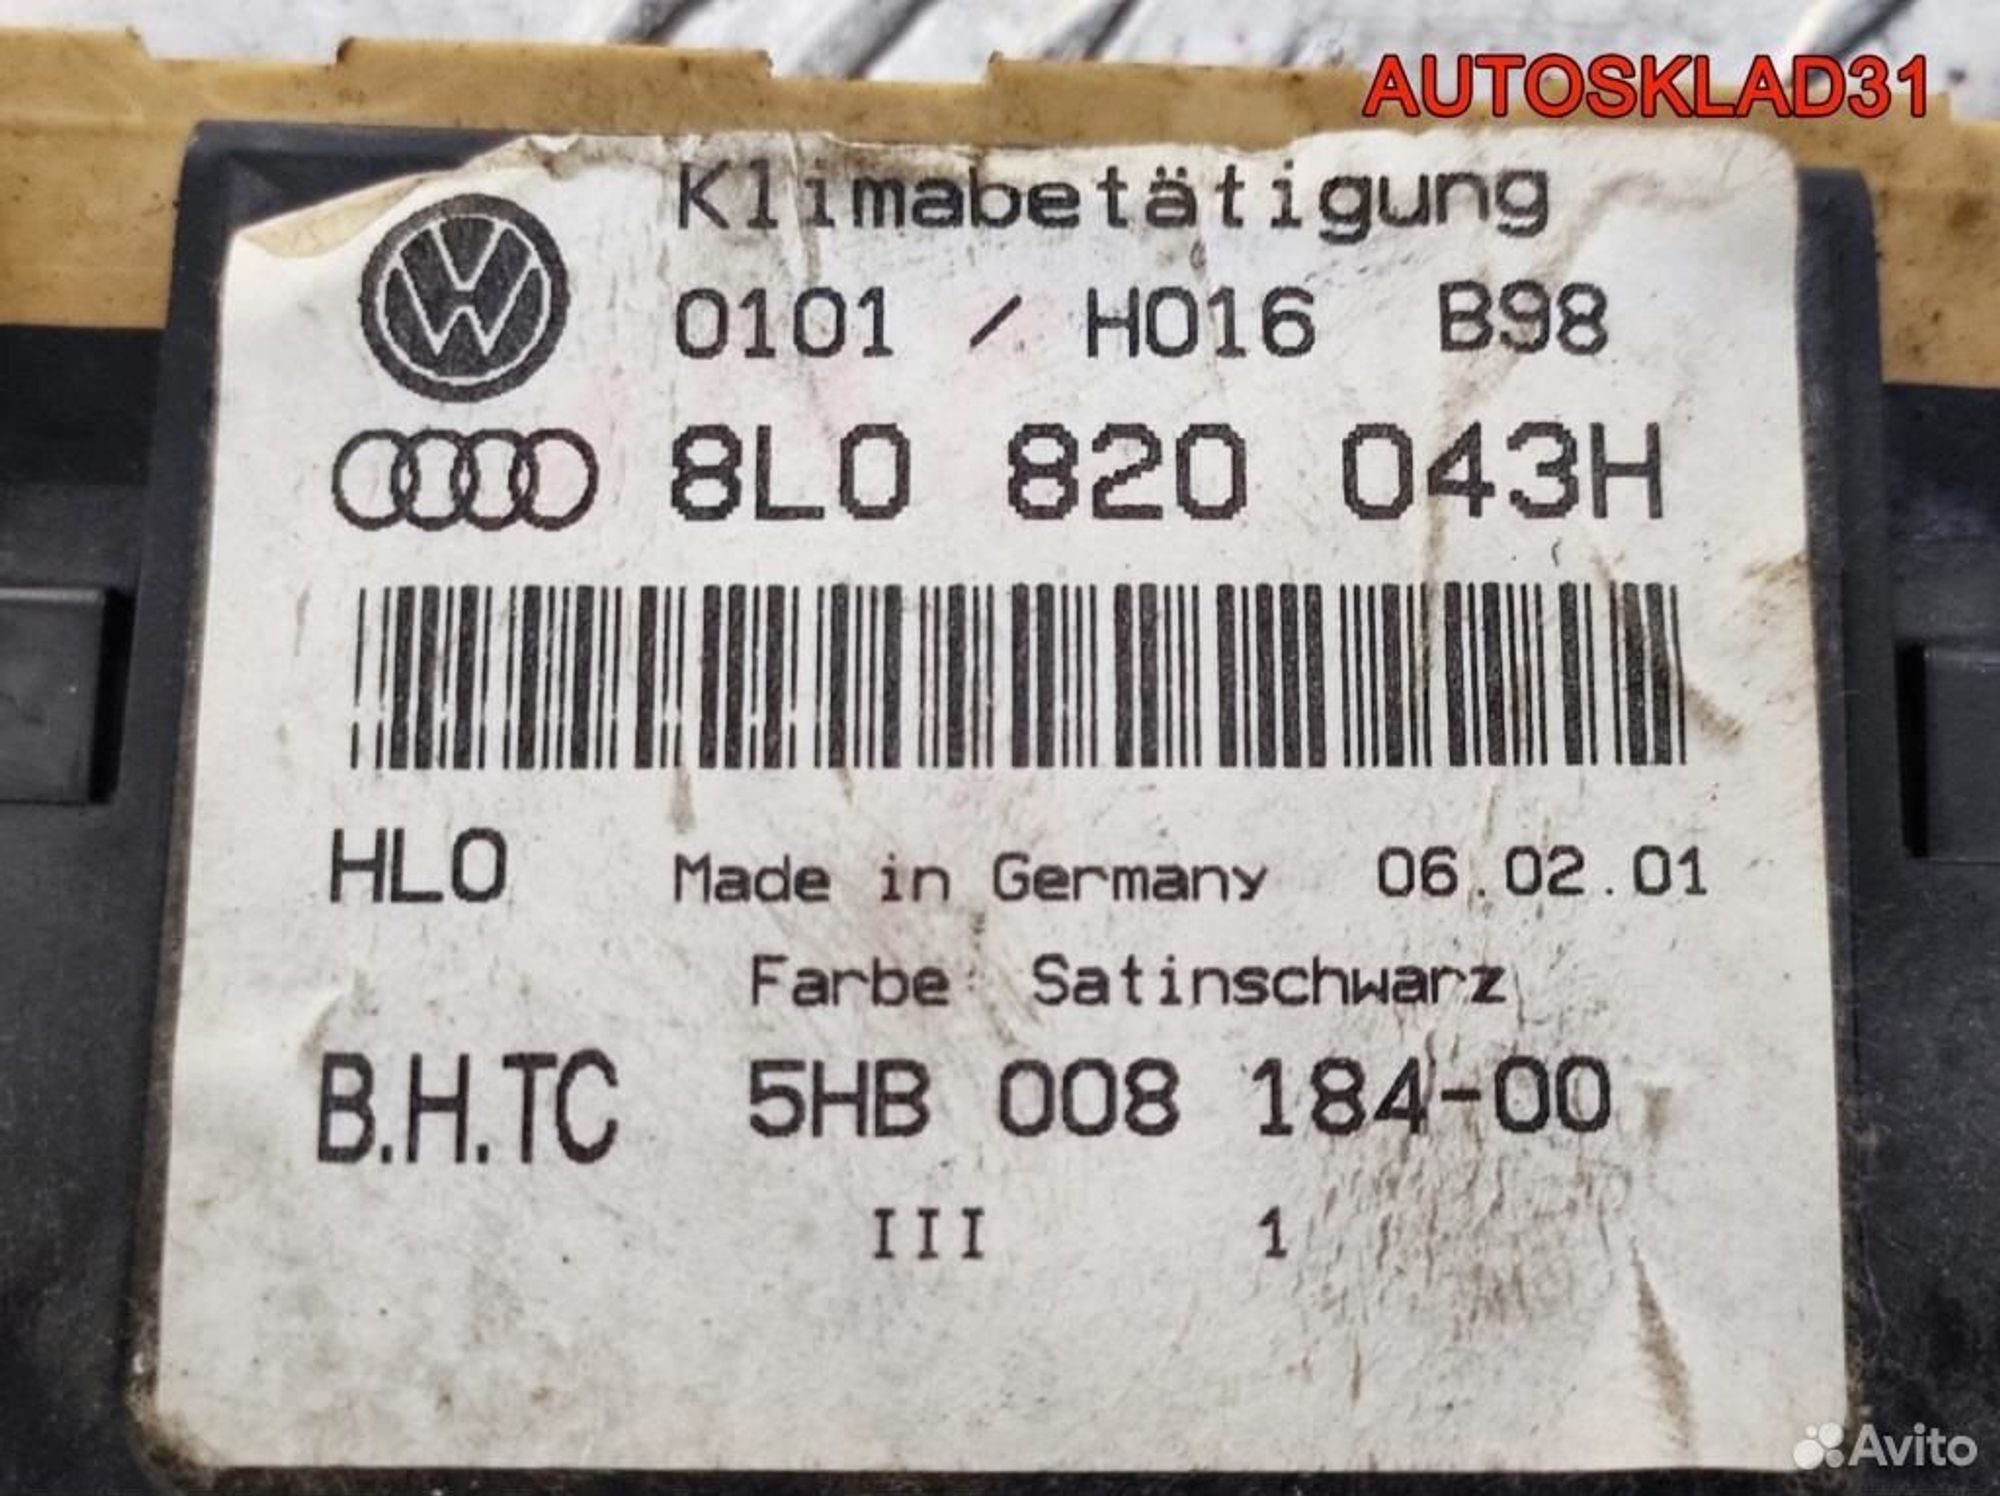 AUTOSKLAD31
Klimabetätigung
0101 / H016 B98
8L0 820 043H
HL0 Made in Germany 06.02.01
Farbe: Satinschwarz
B.H.TC 5HB 008 184-00
III 1
Avito